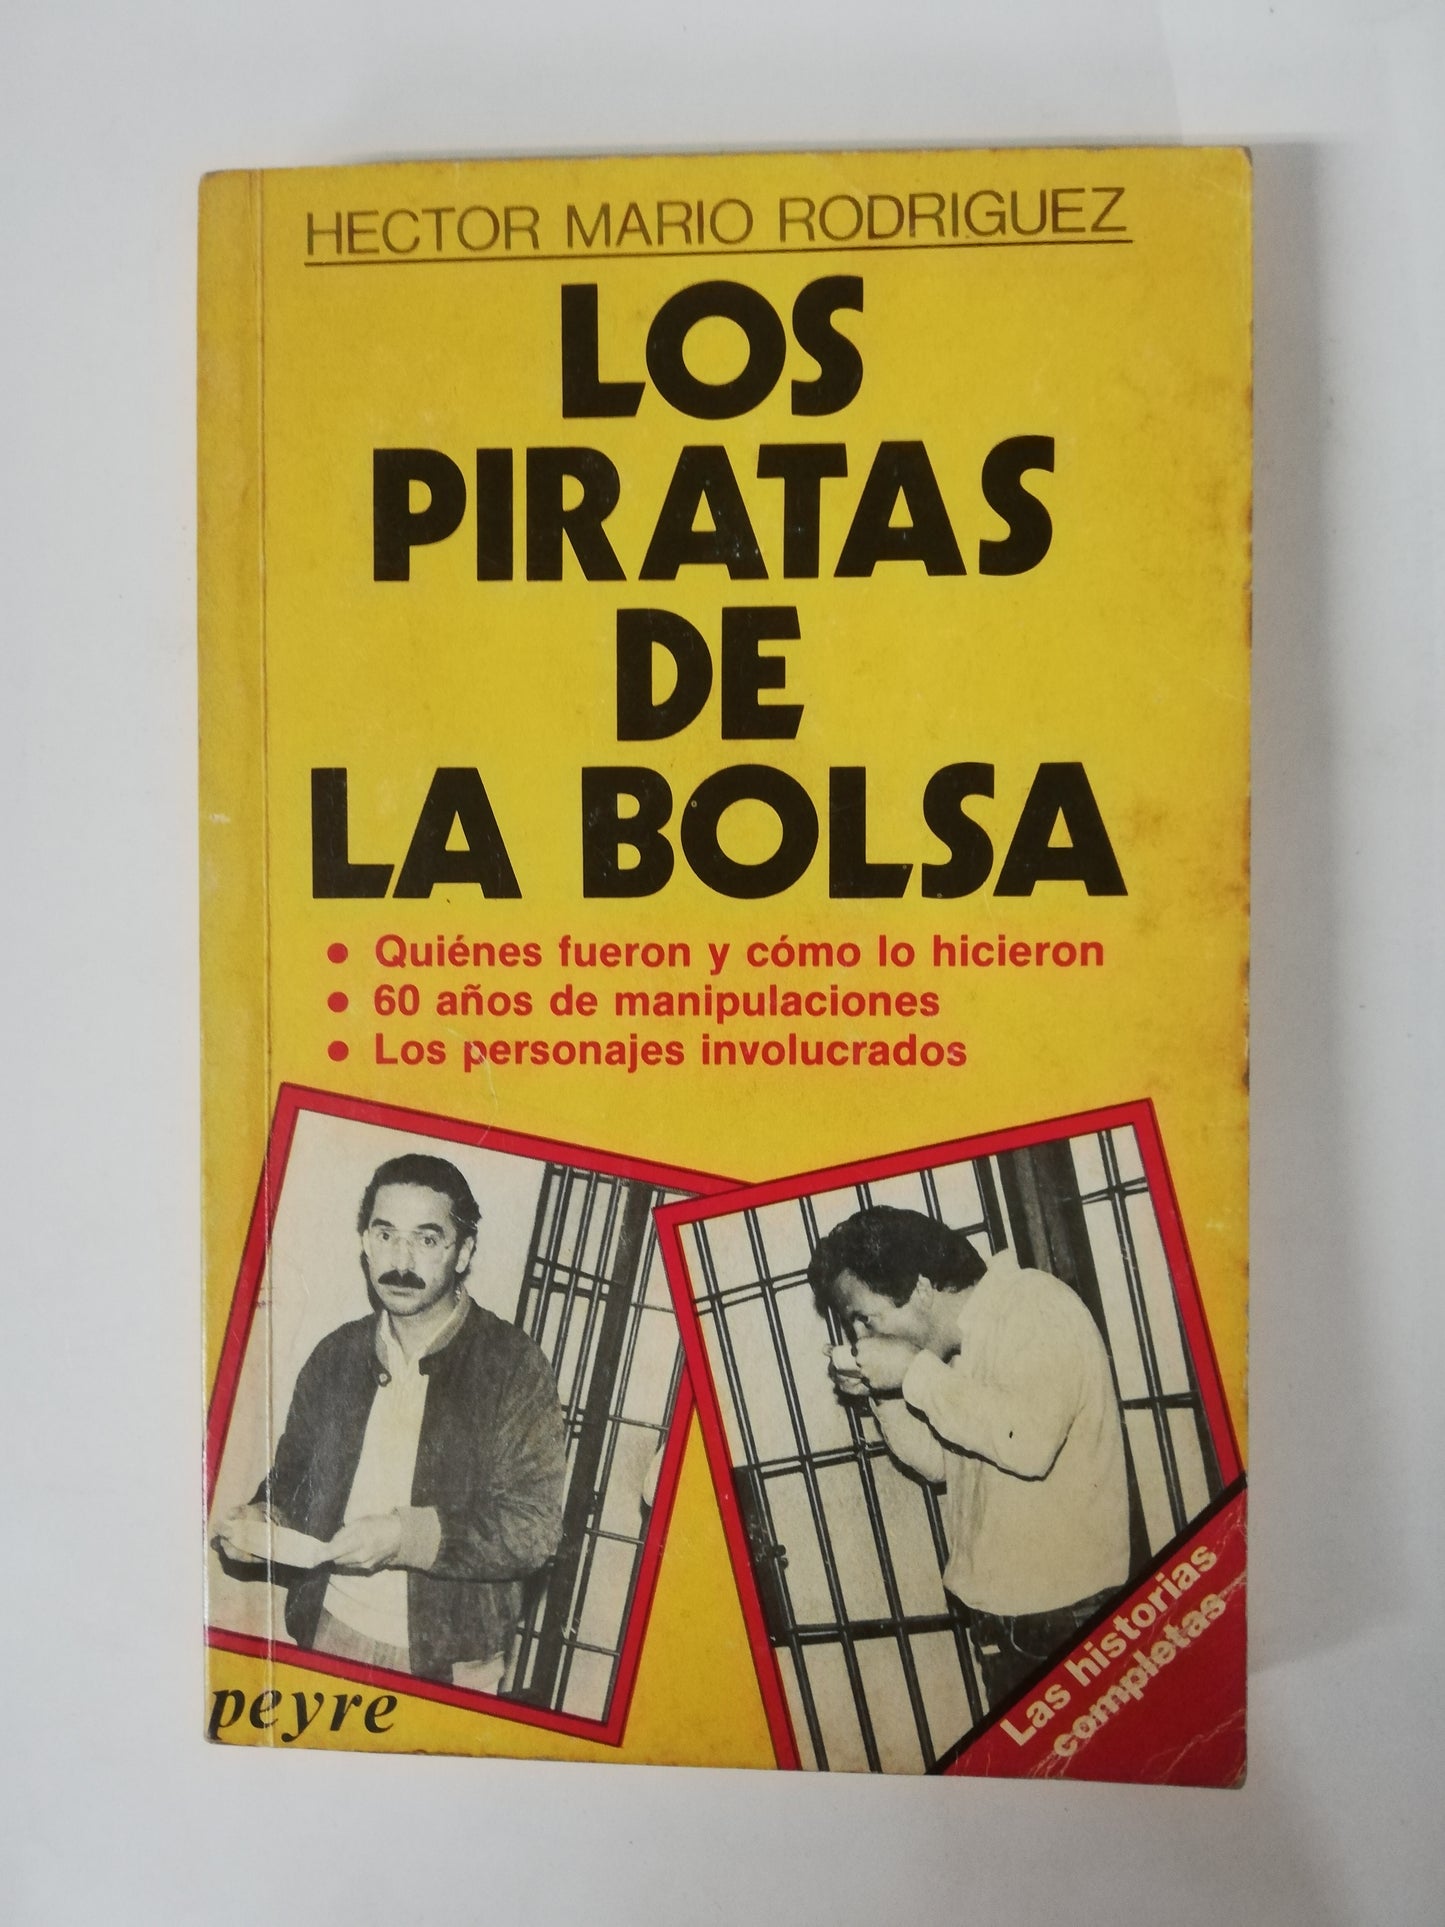 HECTOR MARIO RODRIGUEZ
LOS
PIRATAS
DE
LA BOLSA
• Quiénes fueron y cómo lo hicieron
• 60 años de manipulaciones
• Los personajes involucrados
Las historias
completas
peyre